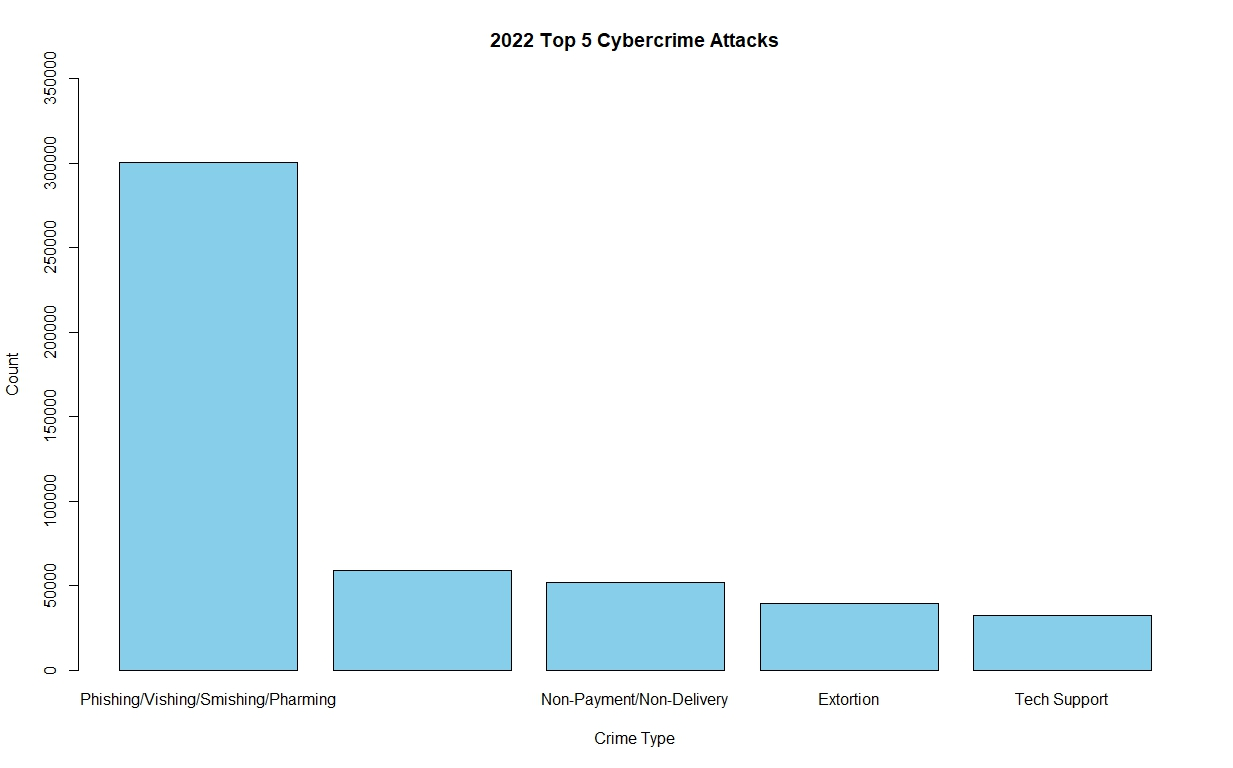 2022 Top 5 Cybercrime Attacks
350000
300000
250000
200000
150000
100000
50000
0
Count
Phishing/Vishing/Smishing/Pharming
Non-Payment/Non-Delivery
Extortion
Tech Support
Crime Type